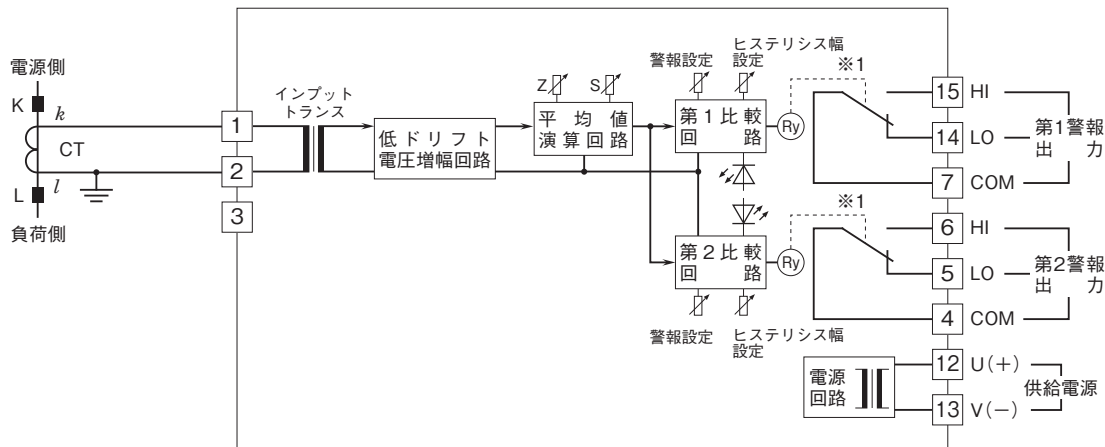 電源側
K
k
CT
L
l
負荷側
1
2
3
インプット
トランス
低ドリフト
電圧増幅回路
Z
S
平均値
演算回路
警報設定
ヒステリシス幅
設定
第1比較
回路
Ry
※1
第2比較
回路
Ry
※1
警報設定
ヒステリシス幅
設定
15 HI
14 LO
7 COM
第1警報
出力
6 HI
5 LO
4 COM
第2警報
出力
電源
回路
12 U(+)
13 V(−)
供給電源